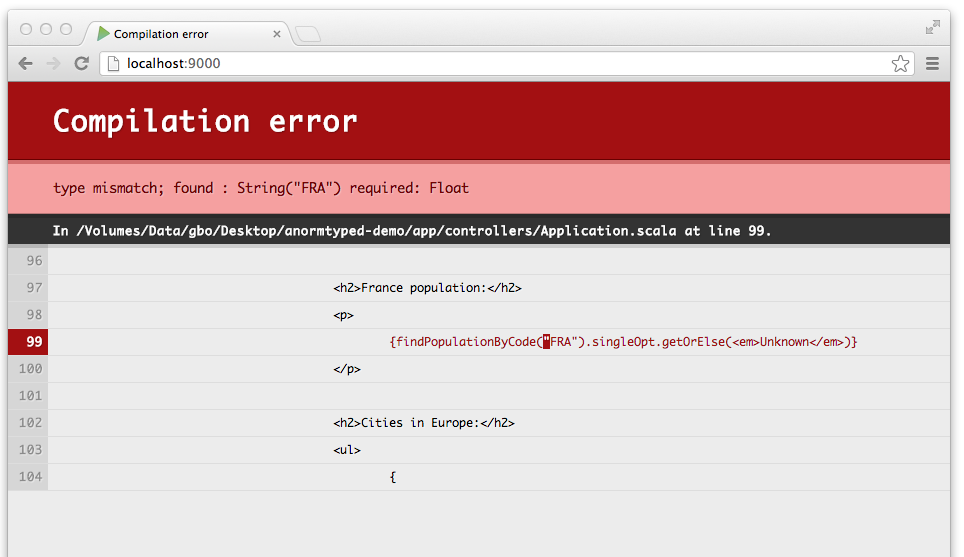 Compilation error
localhost:9000
Compilation error
type mismatch; found : String("FRA") required: Float
In /Volumes/Data/gbo/Desktop/anormtyped-demo/app/controllers/Application.scala at line 99.
96
97 <h2>France population:</h2>
98 <p>
99 {findPopulationByCode("FRA").singleOpt.getOrElse(<em>Unknown</em>)}
100 </p>
101
102 <h2>Cities in Europe:</h2>
103 <ul>
104 {